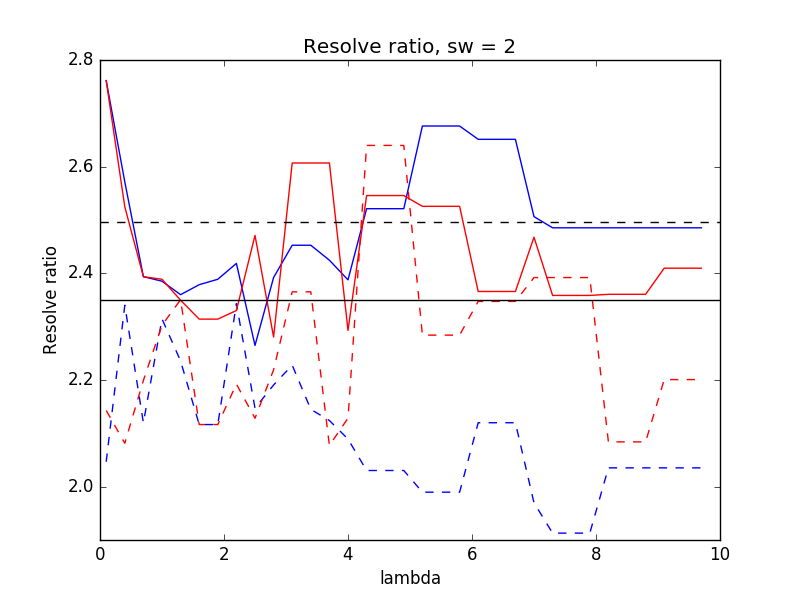 Resolve ratio, sw = 2
2.8
2.6
2.4
2.2
2.0
Resolve ratio
0 2 4 6 8 10
lambda